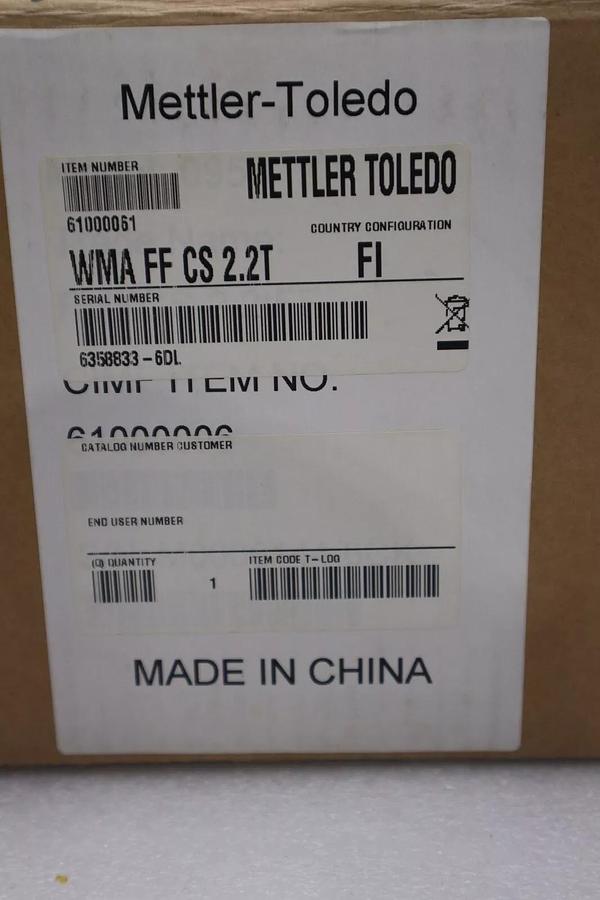 Mettler-Toledo
ITEM NUMBER
METTLER TOLEDO
61000061
COUNTRY CONFIGURATION
WMA FF CS 2.2T FI
SERIAL NUMBER
6358833-6DL
CIMF ITEM NO.
61000006
CATALOG NUMBER CUSTOMER
END USER NUMBER
(Q) QUANTITY 1 ITEM CODE T-LOG
MADE IN CHINA